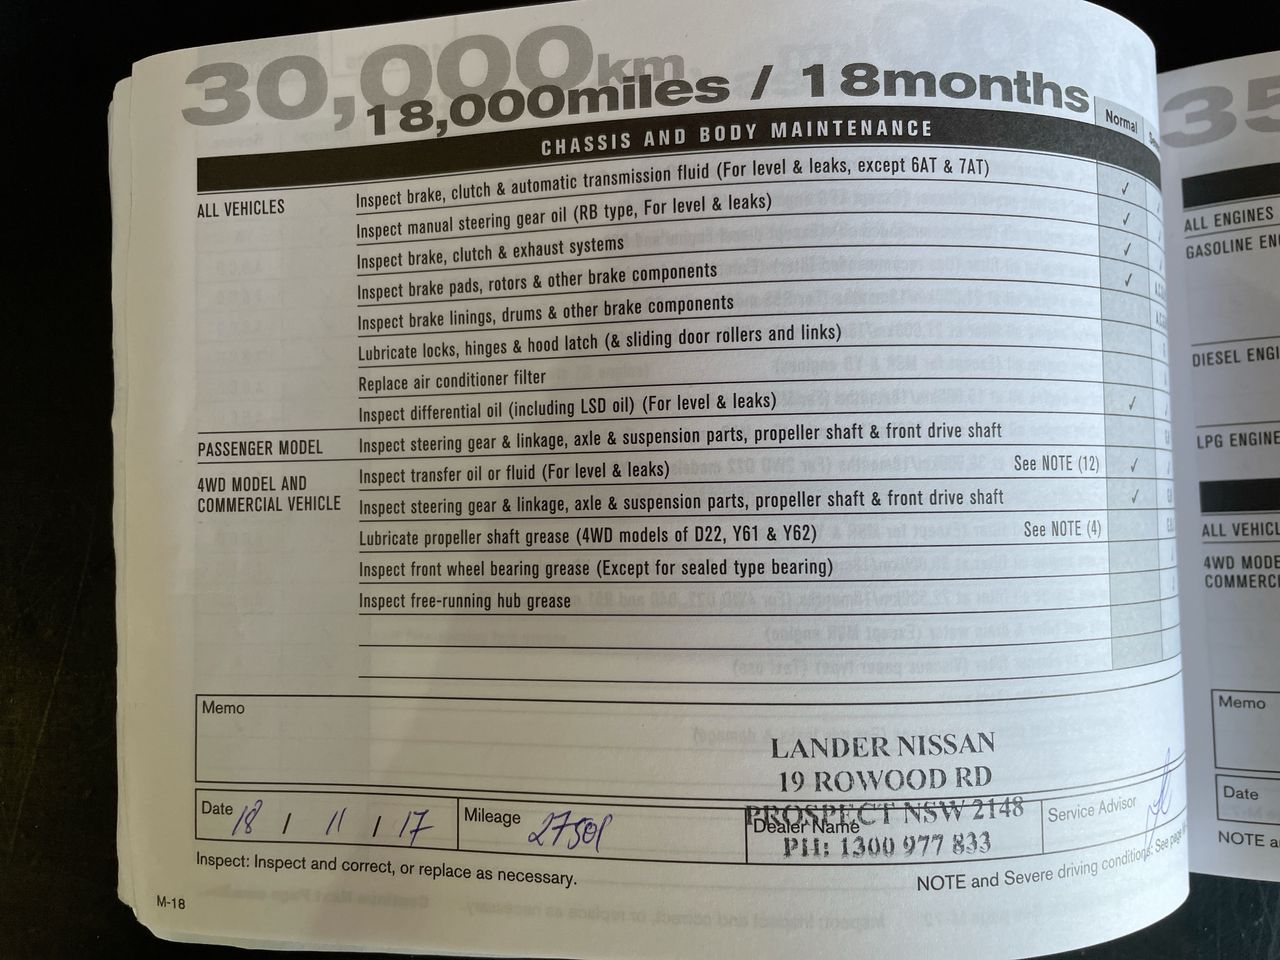 30,000km
18,000miles / 18months
CHASSIS AND BODY MAINTENANCE
Normal
ALL VEHICLES
Inspect brake, clutch & automatic transmission fluid (For level & leaks, except 6AT & 7AT)
✓
Inspect manual steering gear oil (RB type, For level & leaks)
✓
Inspect brake, clutch & exhaust systems
✓
Inspect brake pads, rotors & other brake components
✓
Inspect brake linings, drums & other brake components
Lubricate locks, hinges & hood latch (& sliding door rollers and links)
Replace air conditioner filter
Inspect differential oil (including LSD oil) (For level & leaks)
✓
PASSENGER MODEL
Inspect steering gear & linkage, axle & suspension parts, propeller shaft & front drive shaft
4WD MODEL AND
COMMERCIAL VEHICLE
Inspect transfer oil or fluid (For level & leaks) See NOTE (12)
✓
Inspect steering gear & linkage, axle & suspension parts, propeller shaft & front drive shaft
✓
Lubricate propeller shaft grease (4WD models of D22, Y61 & Y62) See NOTE (4)
Inspect front wheel bearing grease (Except for sealed type bearing)
Inspect free-running hub grease
Memo
LANDER NISSAN
19 ROWOOD RD
PROSPECT NSW 2148
PH: 1300 977 833
Date 18 / 11 / 17
Mileage 27501
Dealer Name
Service Advisor
Inspect: Inspect and correct, or replace as necessary.
NOTE and Severe driving conditions: See page
M-18
35
ALL ENGINES
GASOLINE EN
DIESEL ENGI
LPG ENGINE
ALL VEHICL
4WD MODE
COMMERC
Memo
Date
NOTE a